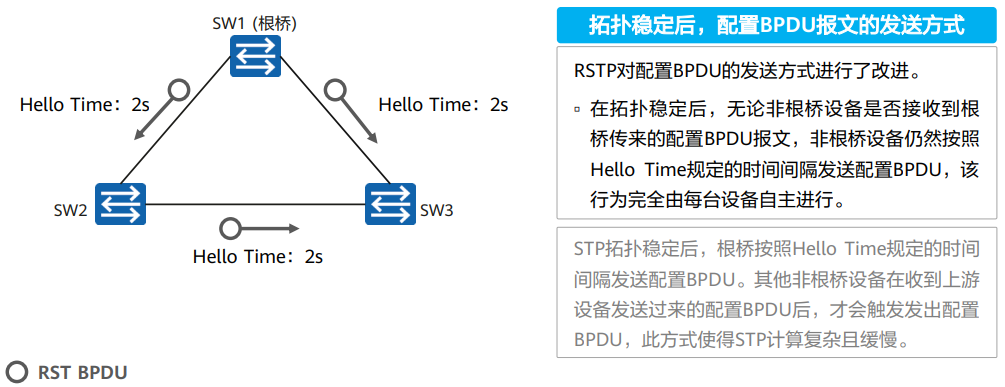 SW1 (根桥)
Hello Time：2s
Hello Time：2s
SW2
SW3
Hello Time：2s
RST BPDU
拓扑稳定后，配置BPDU报文的发送方式
RSTP对配置BPDU的发送方式进行了改进。
▫ 在拓扑稳定后，无论非根桥设备是否接收到根
桥传来的配置BPDU报文，非根桥设备仍然按照
Hello Time规定的时间间隔发送配置BPDU，该
行为完全由每台设备自主进行。
STP拓扑稳定后，根桥按照Hello Time规定的时间
间隔发送配置BPDU。其他非根桥设备在收到上游
设备发送过来的配置BPDU后，才会触发发出配置
BPDU，此方式使得STP计算复杂且缓慢。